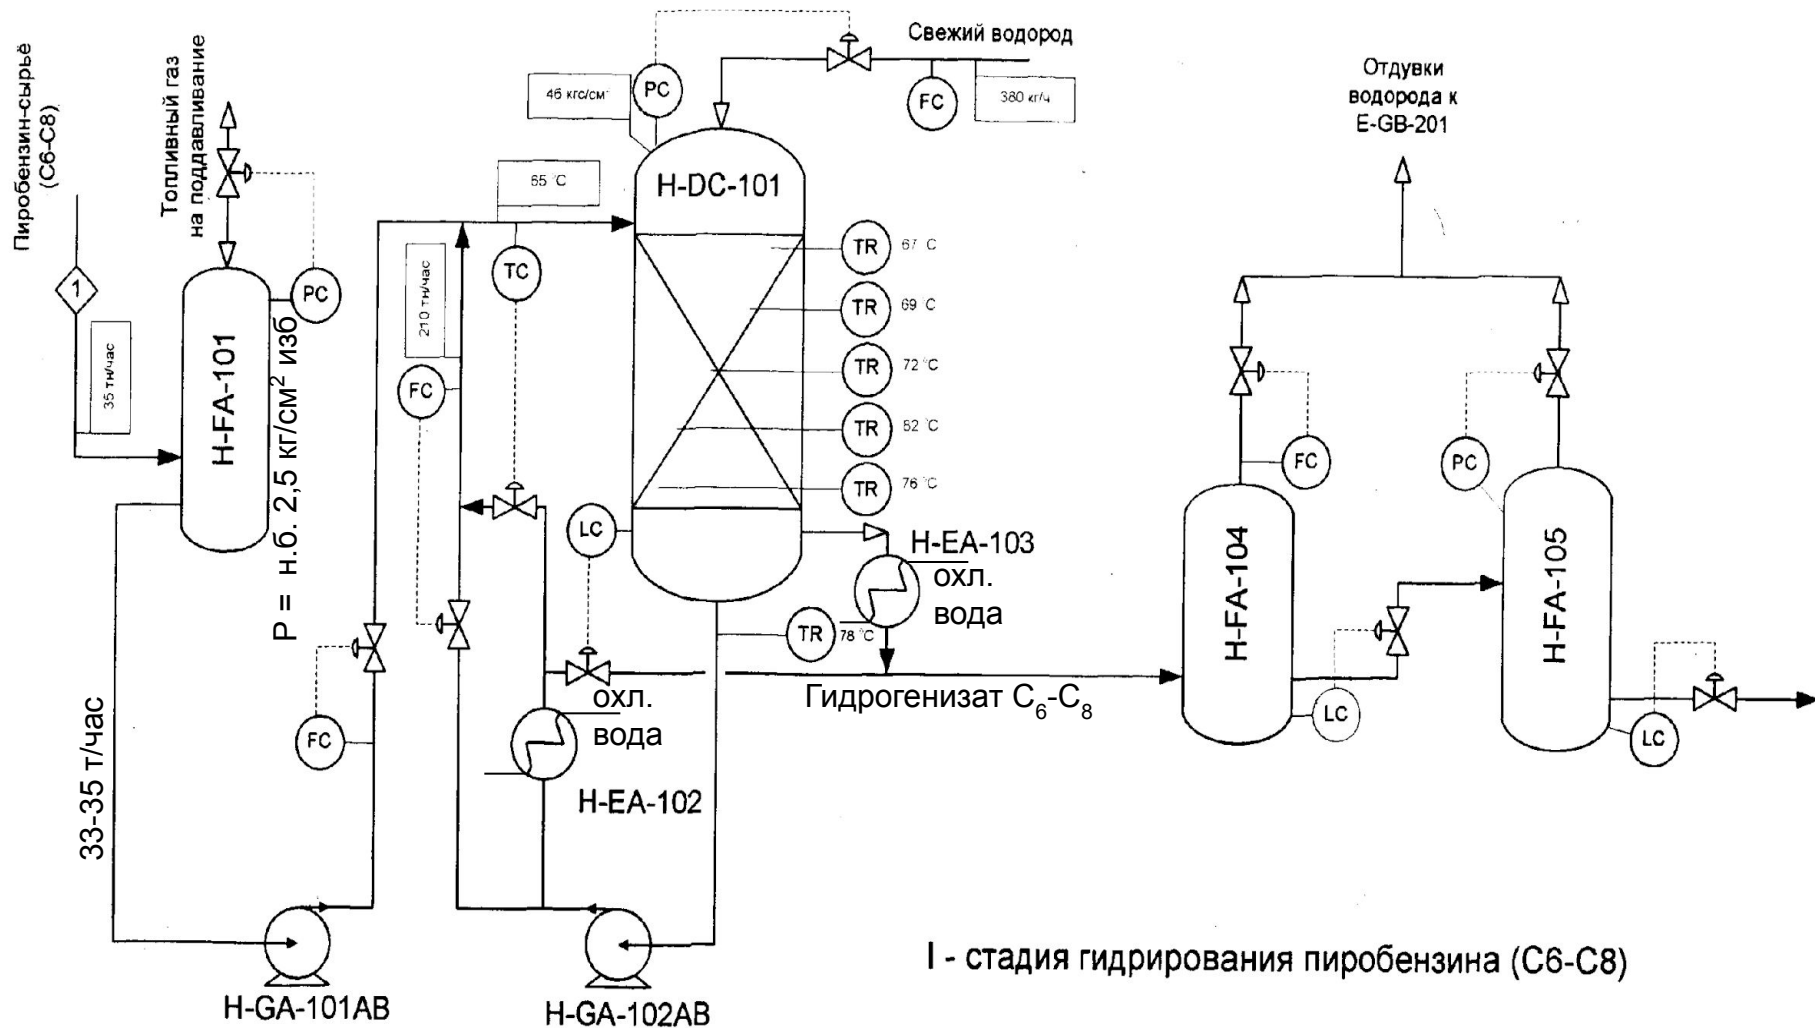 Пиробензин-сырьё
(С6-С8)
Топливный газ
на поддавливание
1
35 тн/час
PC
H-FA-101
P = н.б. 2,5 кг/см² изб
33-35 т/час
FC
H-GA-101AB
210 тн/час
FC
65 °C
TC
46 кгс/см²
PC
Свежий водород
FC
380 кг/ч
H-DC-101
TR 67 °C
TR 69 °C
TR 72 °C
TR 52 °C
TR 76 °C
LC
H-EA-103
охл.
вода
TR 78 °C
охл.
вода
H-EA-102
H-GA-102AB
Гидрогенизат C₆-C₈
Отдувки
водорода к
E-GB-201
FC
PC
H-FA-104
H-FA-105
LC
LC
I - стадия гидрирования пиробензина (С6-С8)